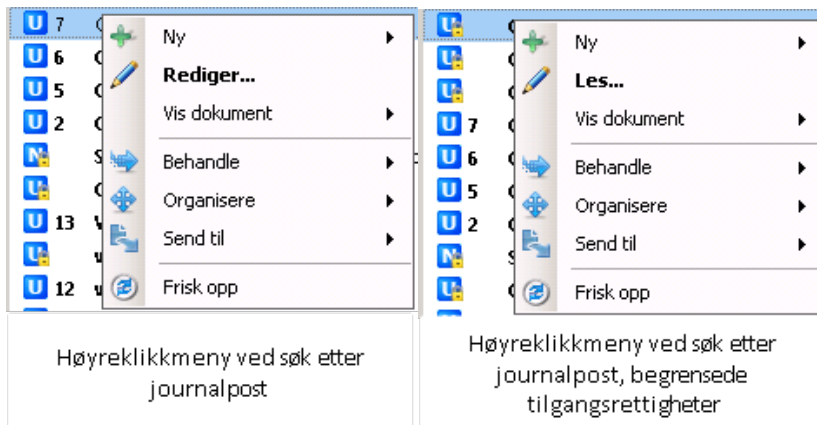 U 7
U 6
U 5
U 2
N S
U
U 13
U
U 12
Ny
Rediger...
Vis dokument
Behandle
Organisere
Send til
Frisk opp
Høyreklikkmeny ved søk etter
journalpost
U
U
U
U 7
U 6
U 5
U 2
N S
U
Ny
Les...
Vis dokument
Behandle
Organisere
Send til
Frisk opp
Høyreklikkmeny ved søk etter
journalpost, begrensede
tilgangsrettigheter